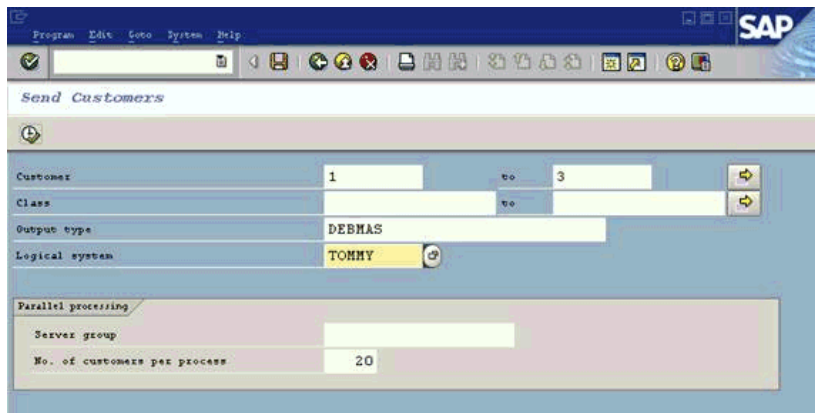 SAP
Program Edit Goto System Help
Send Customers
Customer 1 to 3
Class to
Output type DEBMAS
Logical system TOMMY
Parallel processing
Server group
No. of customers per process 20